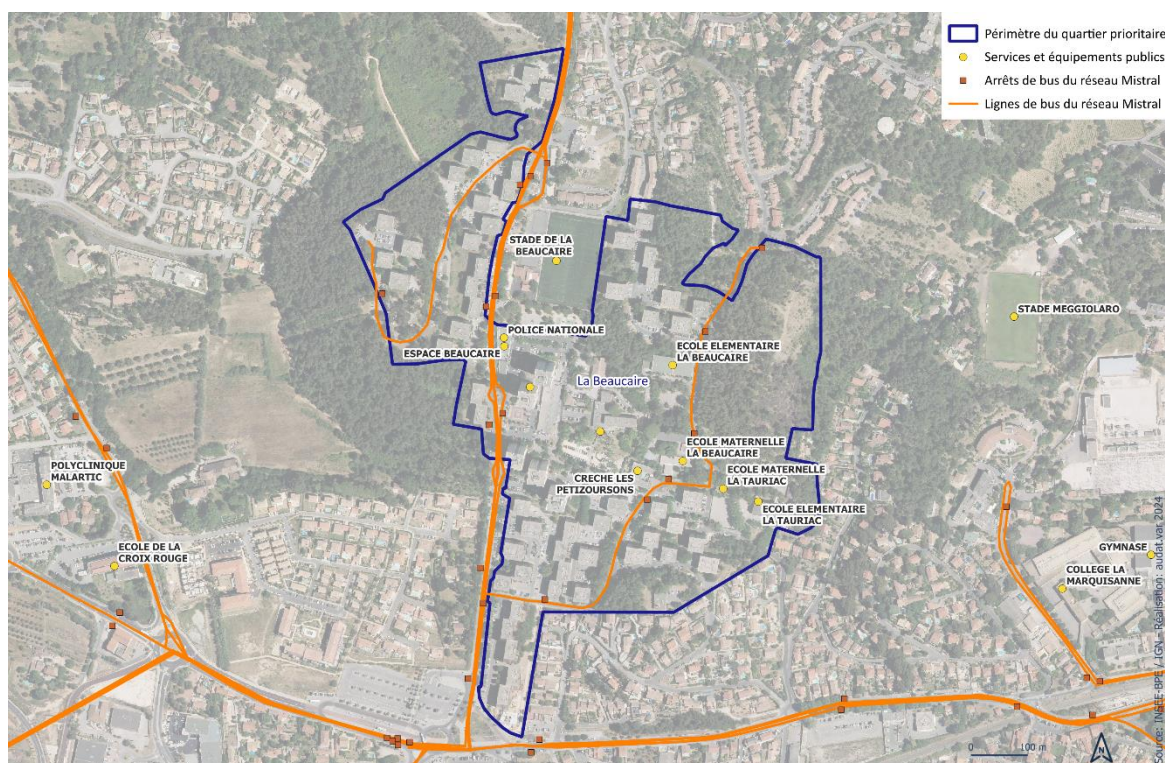 Périmètre du quartier prioritaire
Services et équipements publics
Arrêts de bus du réseau Mistral
Lignes de bus du réseau Mistral
STADE DE LA
BEAUCAIRE
STADE MEGGIOLARO
POLICE NATIONALE
ESPACE BEAUCAIRE
ECOLE ELEMENTAIRE
LA BEAUCAIRE
La Beaucaire
ECOLE MATERNELLE
LA BEAUCAIRE
POLYCLINIQUE
MALARTIC
CRECHE LES
PETIZOURSONS
ECOLE MATERNELLE
LA TAURIAC
ECOLE ELEMENTAIRE
LA TAURIAC
ECOLE DE LA
CROIX ROUGE
GYMNASE
COLLEGE LA
MARQUISANNE
0 100 m
N
Source: INSEE-BPE / IGN - Réalisation: audat.var 2024